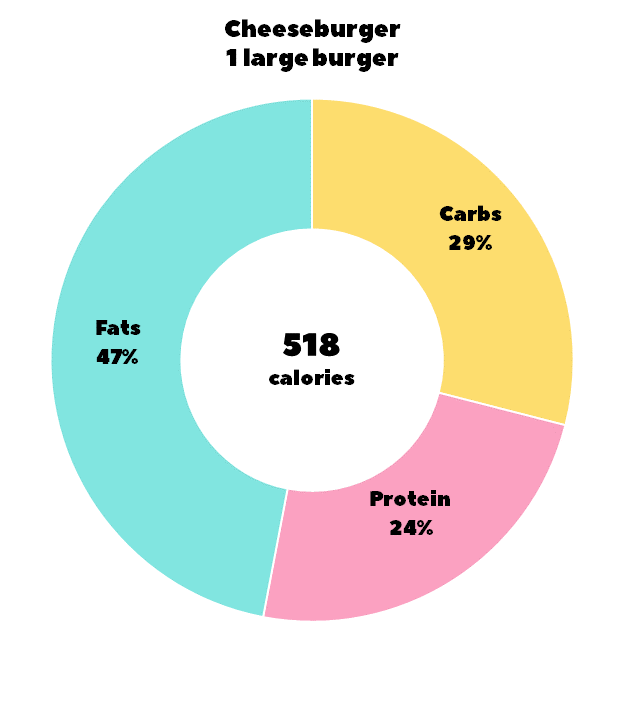 Cheeseburger
1 large burger
Carbs
29%
Fats
47%
518
calories
Protein
24%